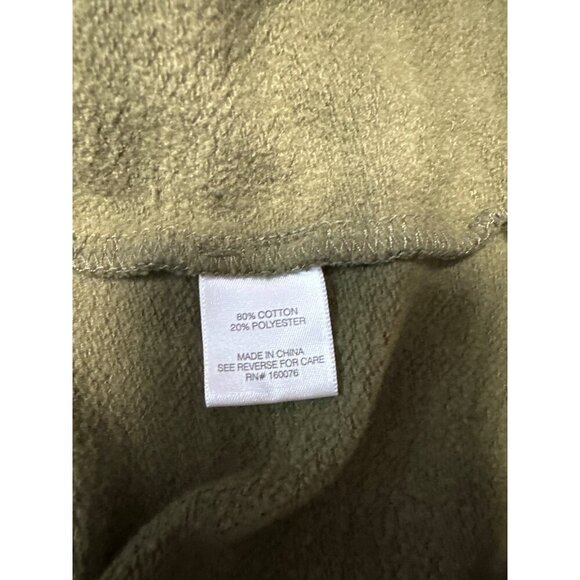 80% COTTON
20% POLYESTER
MADE IN CHINA
SEE REVERSE FOR CARE
RN# 160076